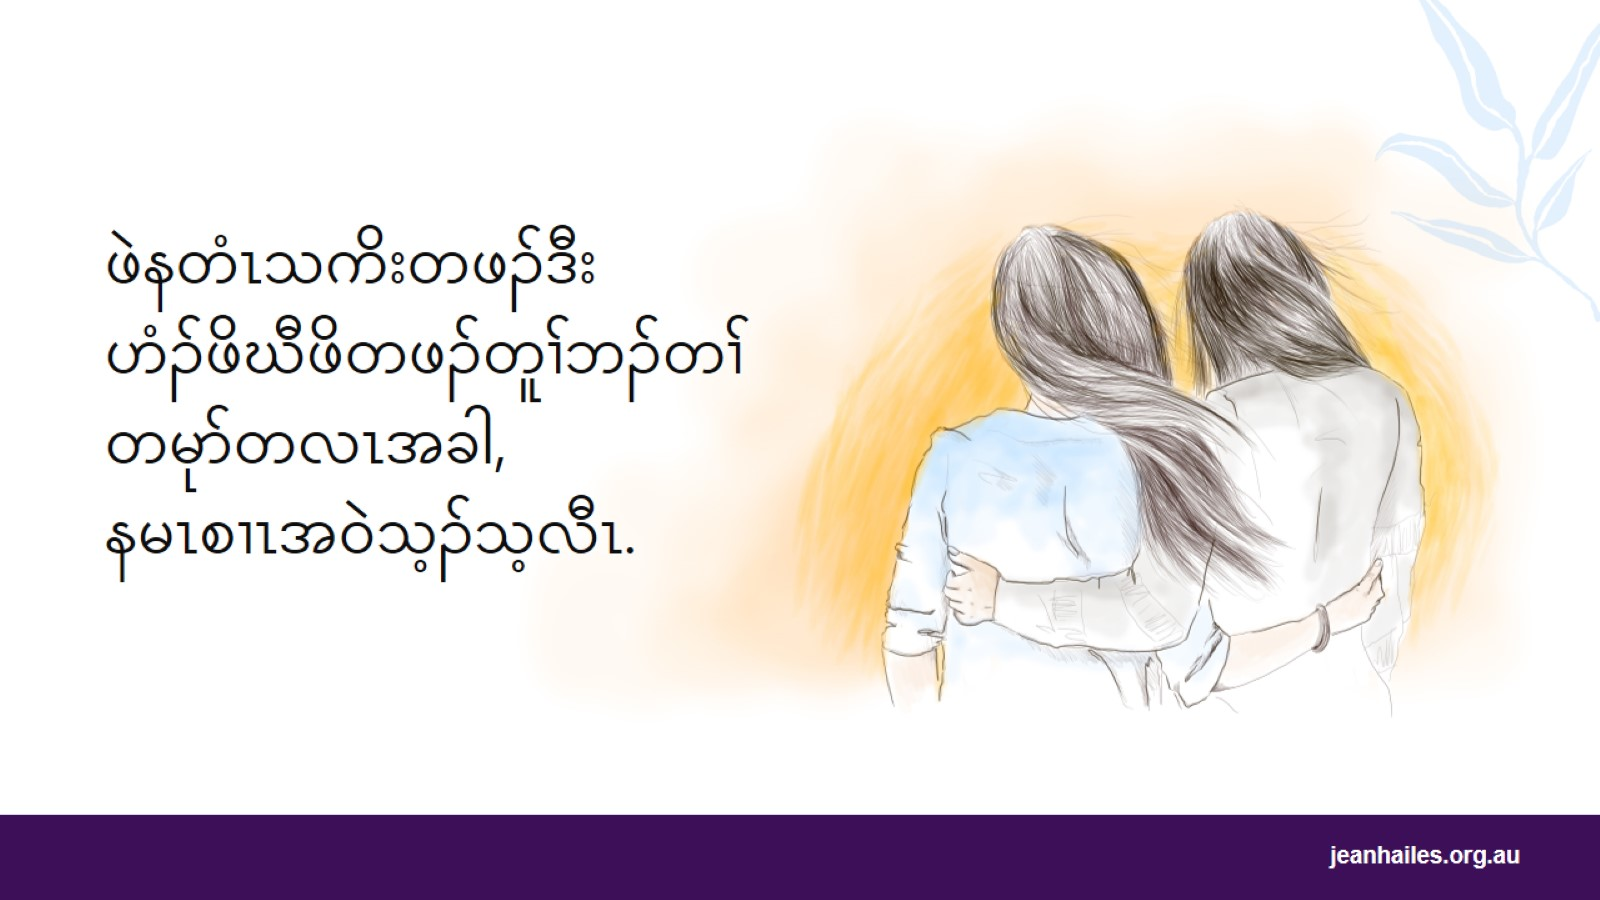 ဖဲနတံၤသကိးတဖၣ်ဒီး
ဟံၣ်ဖိဃီဖိတဖၣ်တူၢ်ဘၣ်တၢ်
တမုာ်တလၤအခါ,
နမၤစၢၤအဝဲသ့ၣ်သ့လီၤ.
jeanhailes.org.au